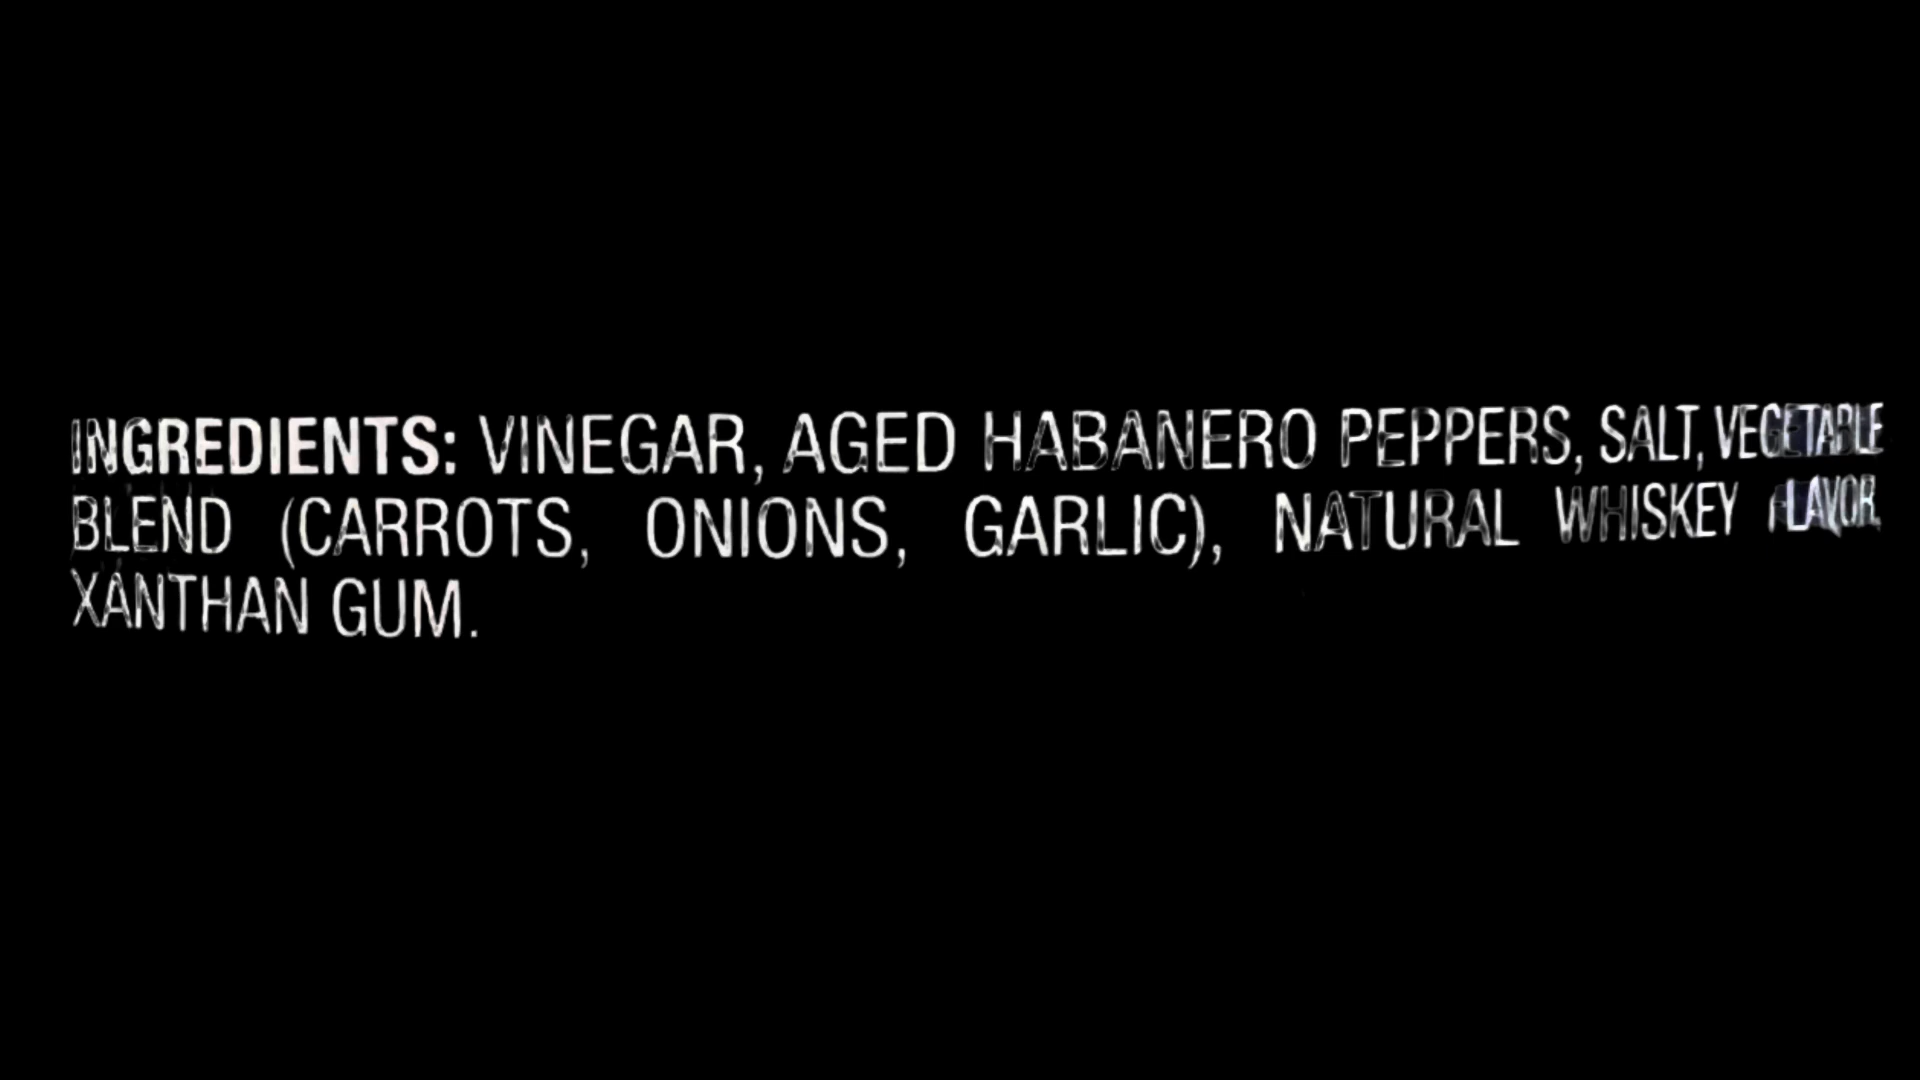 INGREDIENTS: VINEGAR, AGED HABANERO PEPPERS, SALT, VEGETABLE
BLEND (CARROTS, ONIONS, GARLIC), NATURAL WHISKEY FLAVOR,
XANTHAN GUM.